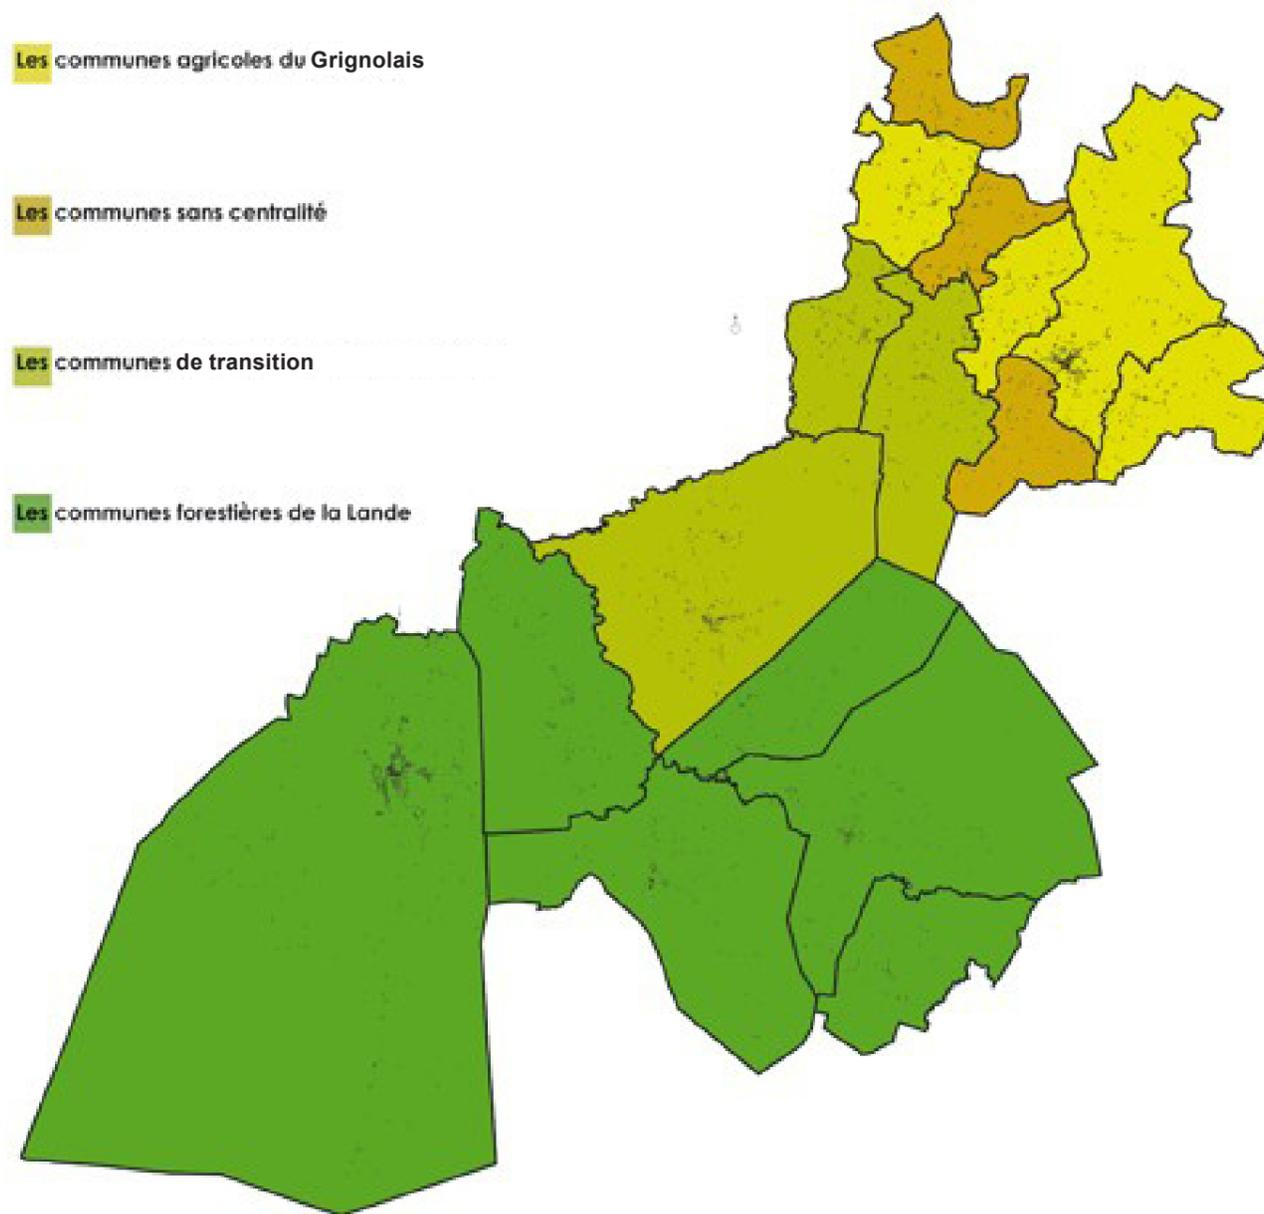 Les communes agricoles du Grignolais
Les communes sans centralité
Les communes de transition
Les communes forestières de la Lande